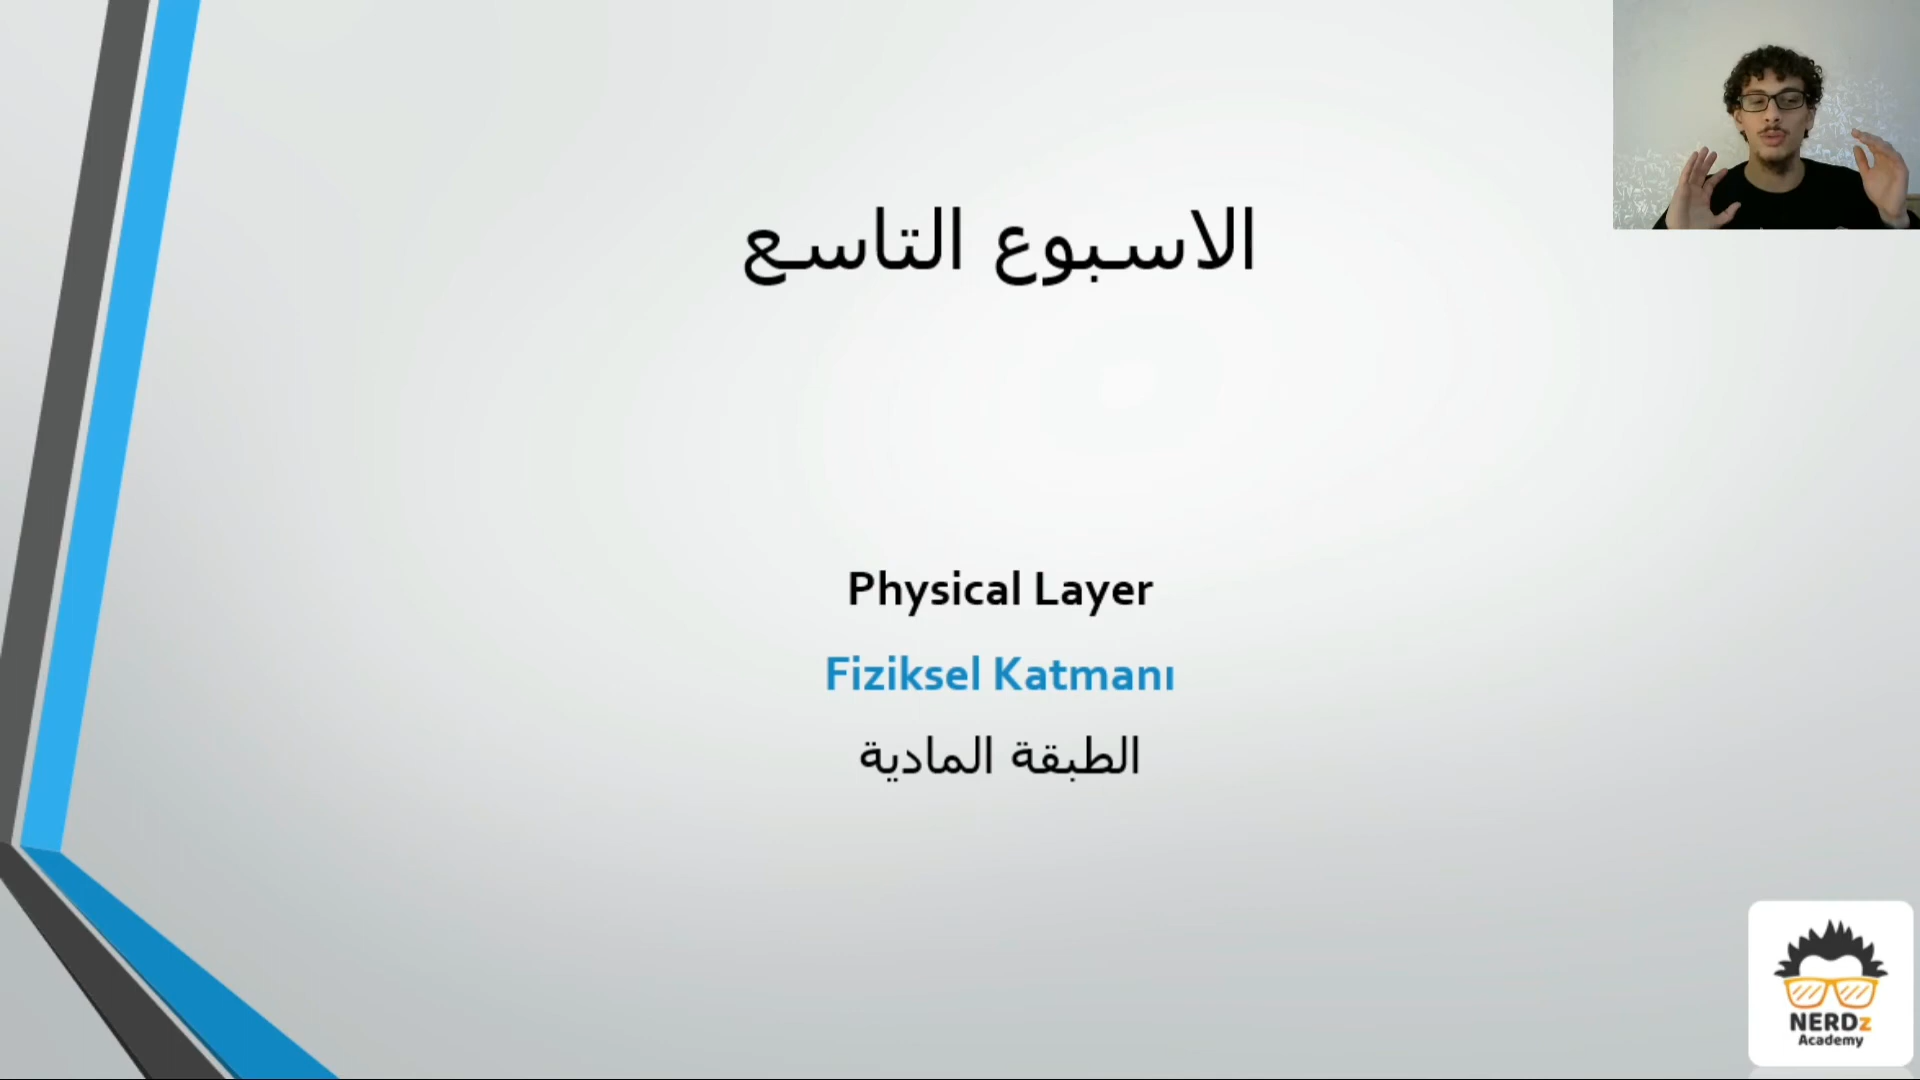 الاسبوع التاسع
Physical Layer
Fiziksel Katmanı
الطبقة المادية
NERDz
Academy